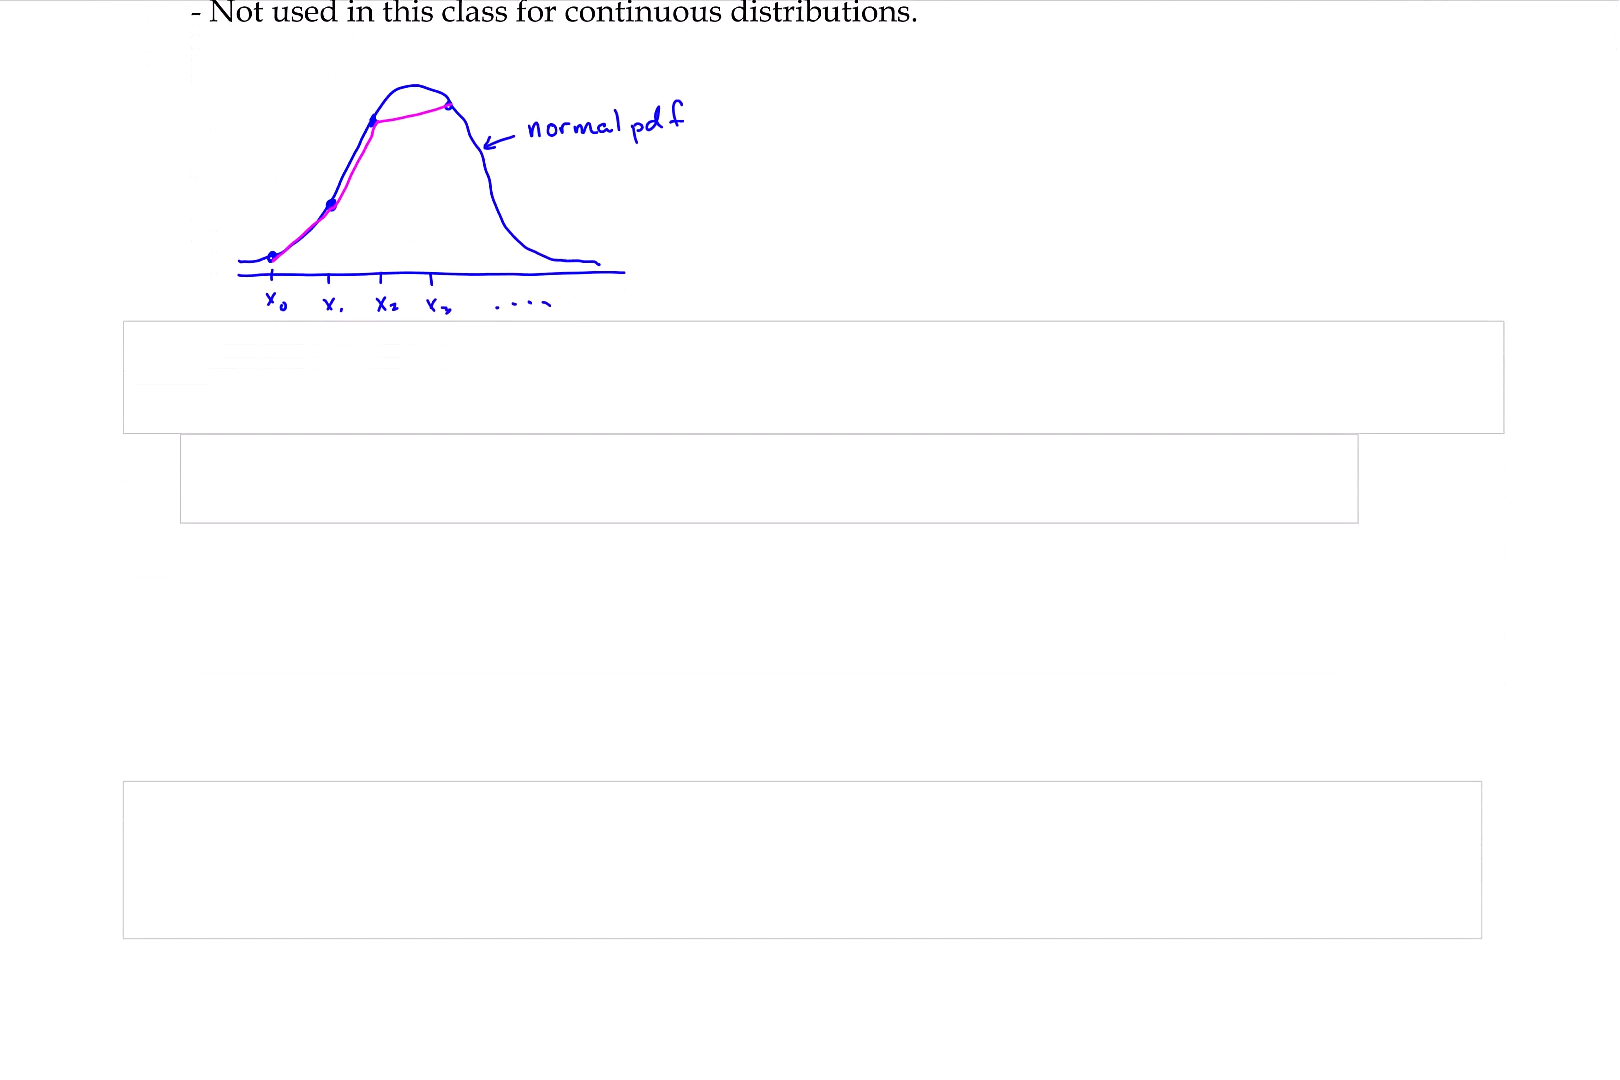 - Not used in this class for continuous distributions.
normal pdf
x₀ x₁ x₂ x₃ ....